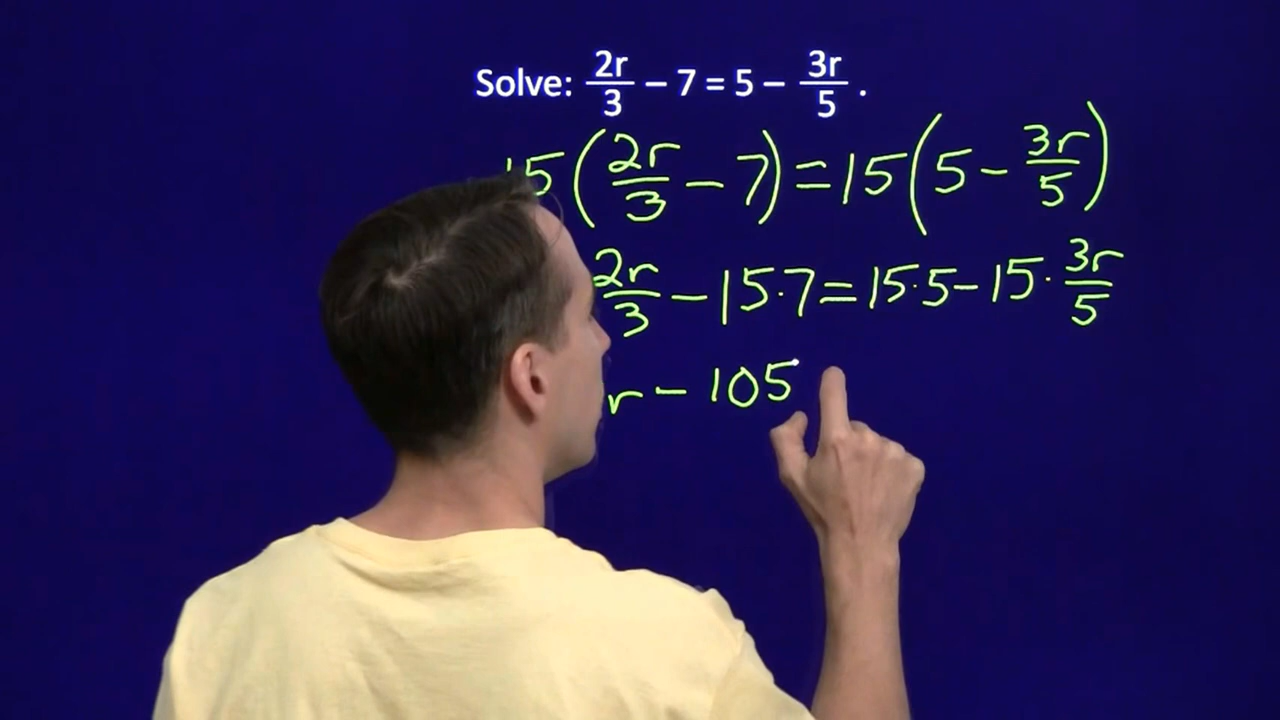 Solve: 2r/3 – 7 = 5 – 3r/5 .
15(2r/3 – 7) = 15(5 – 3r/5)
2r/3 – 15·7 = 15·5 – 15· 3r/5
r – 105